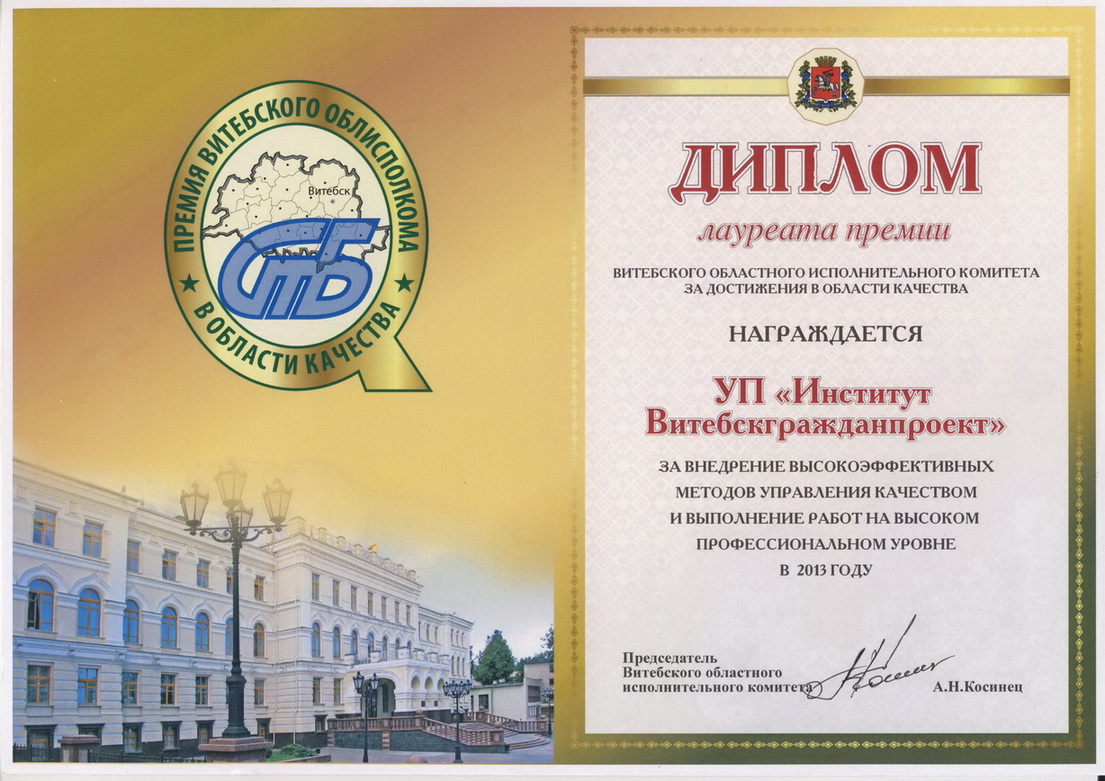 ПРЕМИЯ ВИТЕБСКОГО ОБЛИСПОЛКОМА
В ОБЛАСТИ КАЧЕСТВА
Витебск
СТБ
ДИПЛОМ
лауреата премии
ВИТЕБСКОГО ОБЛАСТНОГО ИСПОЛНИТЕЛЬНОГО КОМИТЕТА
ЗА ДОСТИЖЕНИЯ В ОБЛАСТИ КАЧЕСТВА
НАГРАЖДАЕТСЯ
УП «Институт
Витебскгражданпроект»
ЗА ВНЕДРЕНИЕ ВЫСОКОЭФФЕКТИВНЫХ
МЕТОДОВ УПРАВЛЕНИЯ КАЧЕСТВОМ
И ВЫПОЛНЕНИЕ РАБОТ НА ВЫСОКОМ
ПРОФЕССИОНАЛЬНОМ УРОВНЕ
В 2013 ГОДУ
Председатель
Витебского областного
исполнительного комитета
А.Н.Косинец